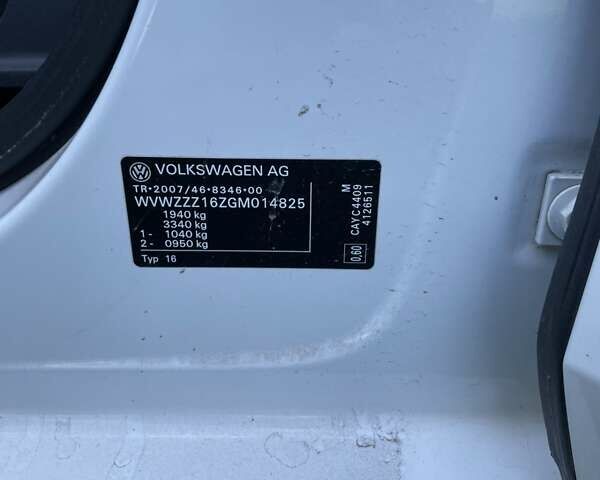 VOLKSWAGEN AG
TR•2007/46•8346•00
WVWZZZ16ZGM014825
1940 kg
3340 kg
1 - 1040 kg
2 - 0950 kg
Typ 16
M
CAYC4409
4126511
0,60